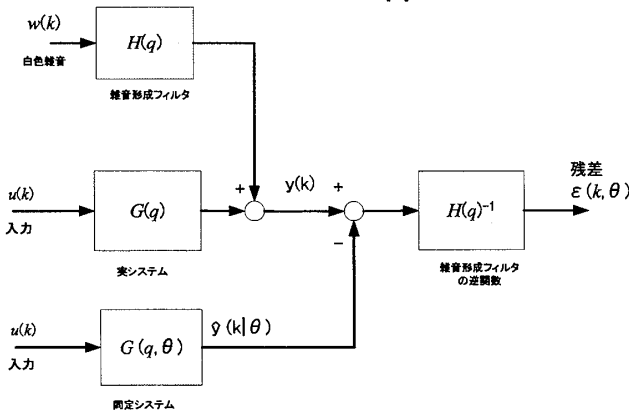 w(k)
白色雑音
H(q)
雑音形成フィルタ
u(k)
入力
G(q)
実システム
+
y(k)
+
−
H(q)⁻¹
雑音形成フィルタ
の逆関数
残差
ε(k,θ)
u(k)
入力
G(q,θ)
ŷ(k|θ)
同定システム